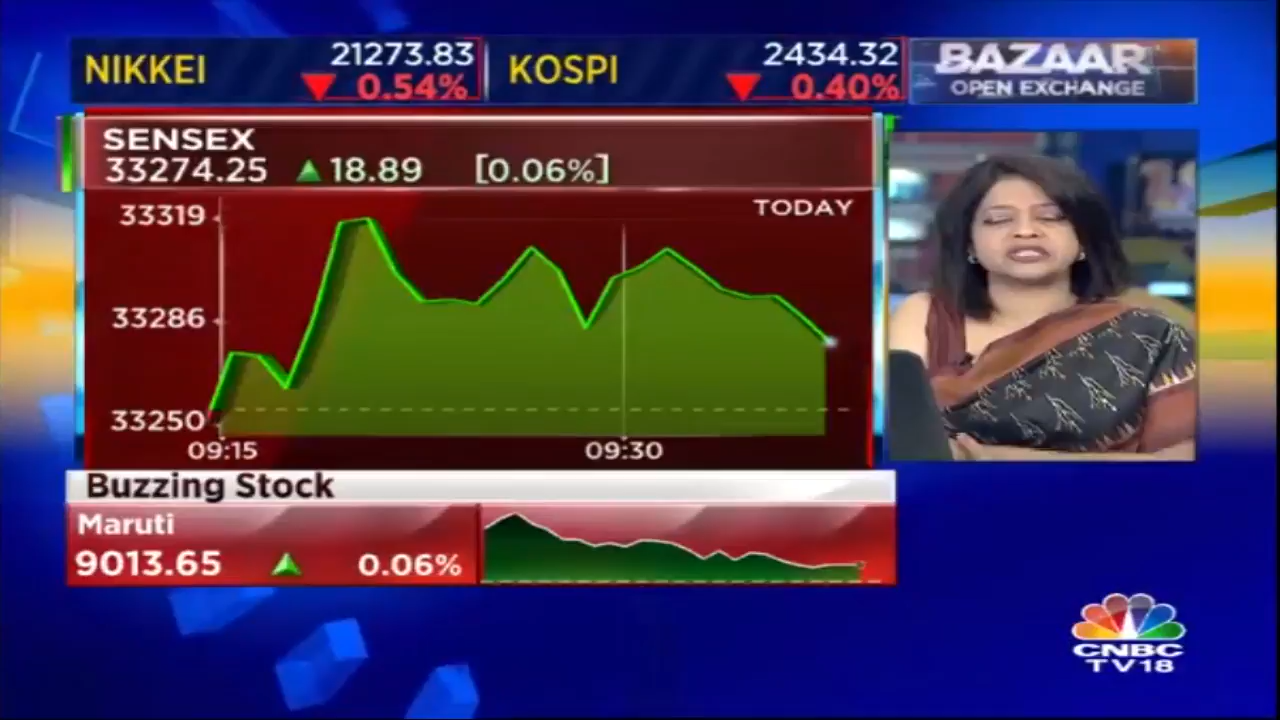 NIKKEI 21273.83 0.54%
KOSPI 2434.32 0.40%
BAZAAR
OPEN EXCHANGE
SENSEX
33274.25 18.89 [0.06%]
TODAY
33319
33286
33250
09:15 09:30
Buzzing Stock
Maruti
9013.65 0.06%
CNBC
TV18